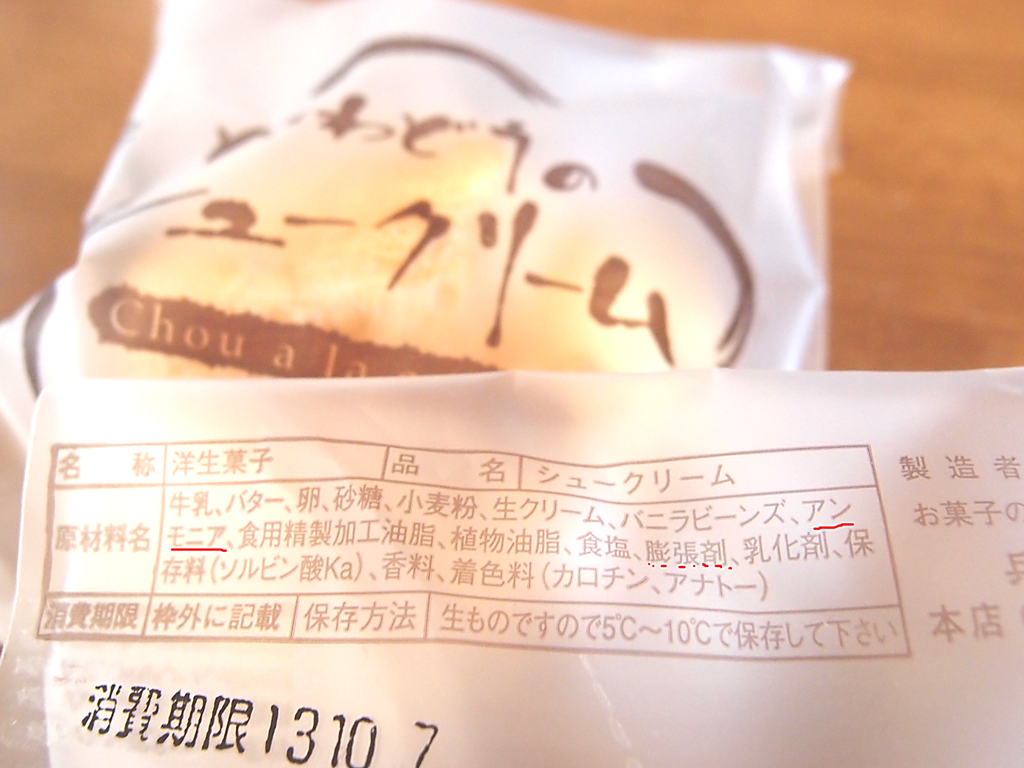 わどうの
ュークリーム
Chou a la
名称 洋生菓子 品名 シュークリーム
原材料名 牛乳、バター、卵、砂糖、小麦粉、生クリーム、バニラビーンズ、アン
モニア、食用精製加工油脂、植物油脂、食塩、膨張剤、乳化剤、保
存料(ソルビン酸Ka)、香料、着色料(カロチン、アナトー)
消費期限 枠外に記載 保存方法 生ものですので5℃〜10℃で保存して下さい
製造者
お菓子の
兵
本店
消費期限 13 10. 7